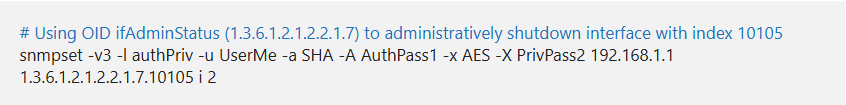 # Using OID ifAdminStatus (1.3.6.1.2.1.2.2.1.7) to administratively shutdown interface with index 10105
snmpset -v3 -l authPriv -u UserMe -a SHA -A AuthPass1 -x AES -X PrivPass2 192.168.1.1
1.3.6.1.2.1.2.2.1.7.10105 i 2